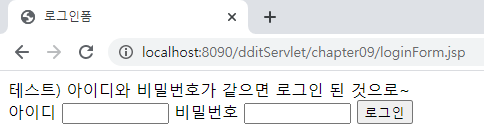 로그인폼
localhost:8090/dditServlet/chapter09/loginForm.jsp
테스트) 아이디와 비밀번호가 같으면 로그인 된 것으로~
아이디 비밀번호 로그인